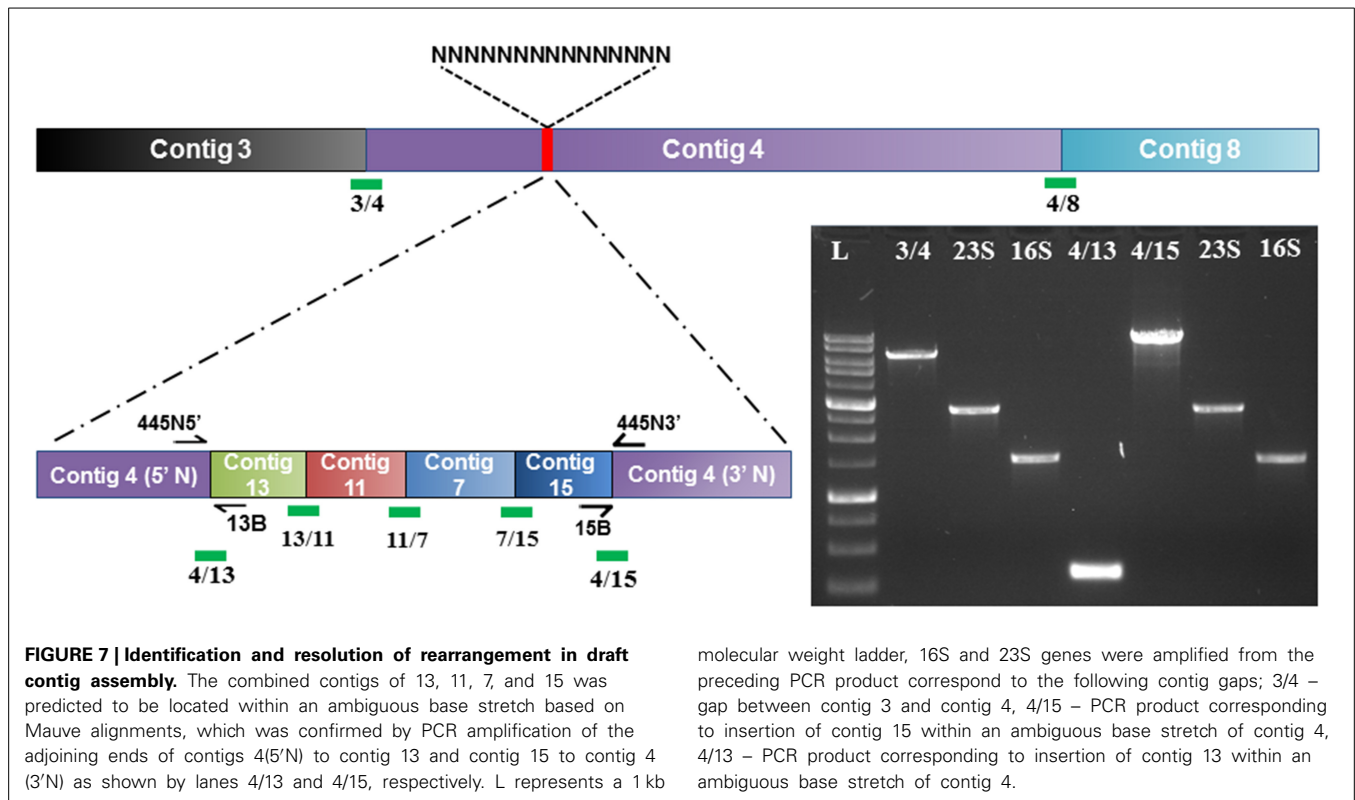 NNNNNNNNNNNNNNN
Contig 3
Contig 4
Contig 8
3/4
4/8
L 3/4 23S 16S 4/13 4/15 23S 16S
445N5’
445N3’
Contig 4 (5’ N)
Contig 13
Contig 11
Contig 7
Contig 15
Contig 4 (3’ N)
13B
15B
13/11
11/7
7/15
4/13
4/15
FIGURE 7 | Identification and resolution of rearrangement in draft
contig assembly. The combined contigs of 13, 11, 7, and 15 was
predicted to be located within an ambiguous base stretch based on
Mauve alignments, which was confirmed by PCR amplification of the
adjoining ends of contigs 4(5′N) to contig 13 and contig 15 to contig 4
(3′N) as shown by lanes 4/13 and 4/15, respectively. L represents a 1 kb
molecular weight ladder, 16S and 23S genes were amplified from the
preceding PCR product correspond to the following contig gaps; 3/4 –
gap between contig 3 and contig 4, 4/15 – PCR product corresponding
to insertion of contig 15 within an ambiguous base stretch of contig 4,
4/13 – PCR product corresponding to insertion of contig 13 within an
ambiguous base stretch of contig 4.